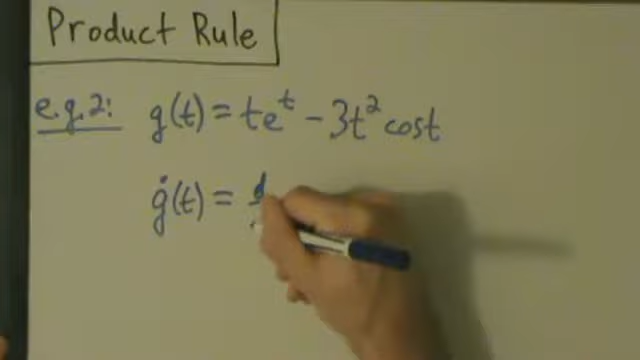 Product Rule
e.g.2: g(t) = te^t - 3t^2 cost
ġ(t) = d